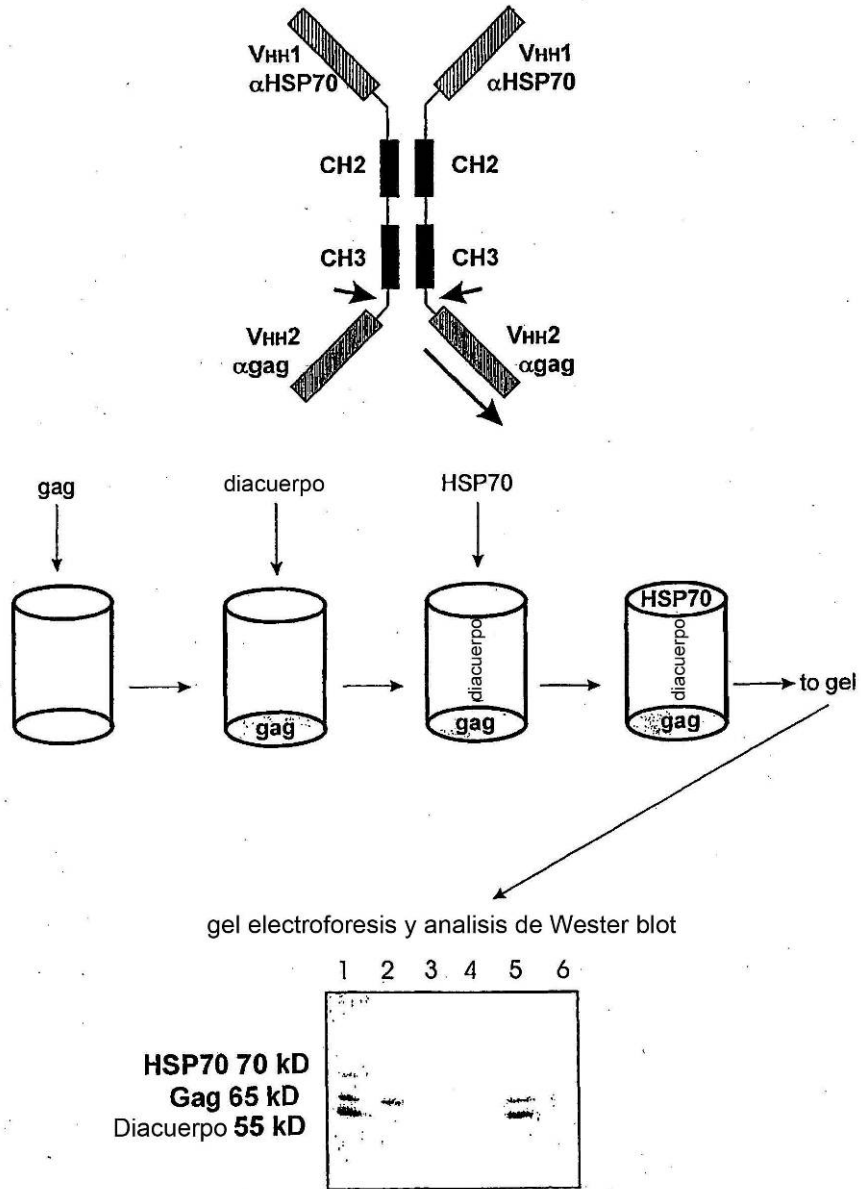 VHH1 VHH1
αHSP70 αHSP70
CH2 CH2
CH3 CH3
VHH2 VHH2
αgag αgag
gag diacuerpo HSP70
HSP70
diacuerpo diacuerpo
gag gag gag
to gel
gel electroforesis y analisis de Wester blot
1 2 3 4 5 6
HSP70 70 kD
Gag 65 kD
Diacuerpo 55 kD